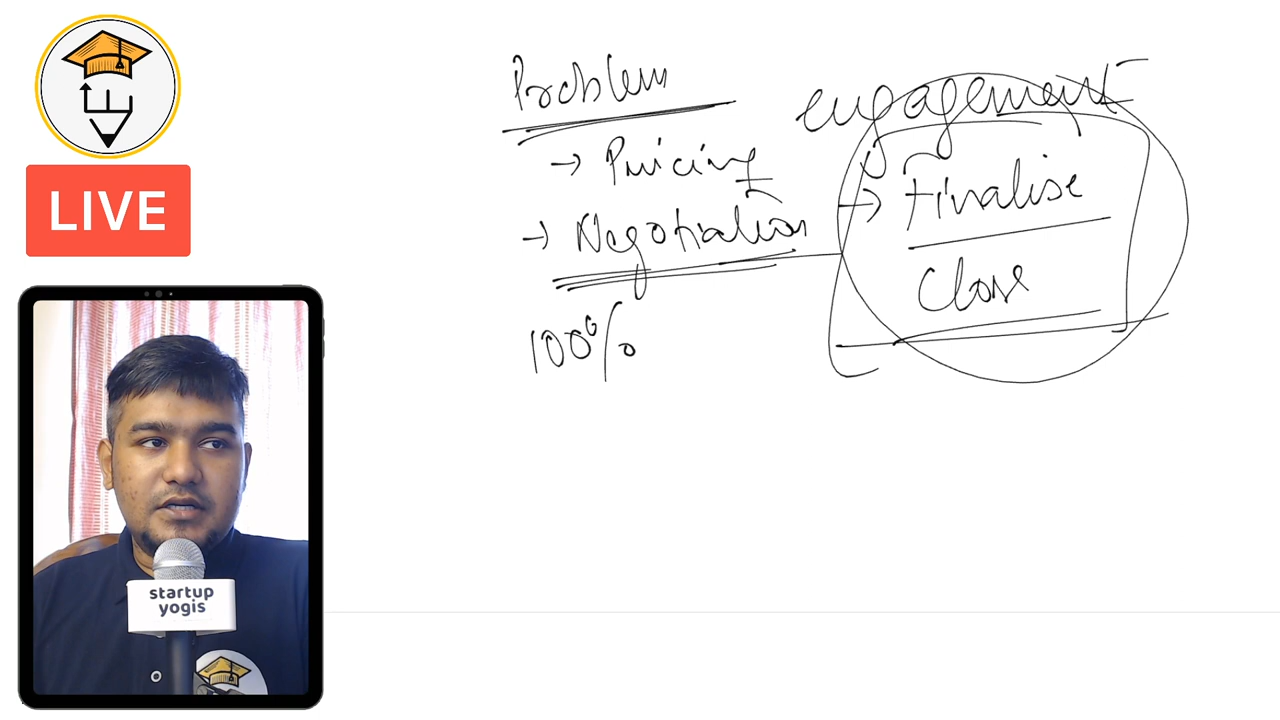 LIVE
Problem
→ Pricing
→ Negotiation
100%
engagement
→ Finalise
Close
startup
yogis